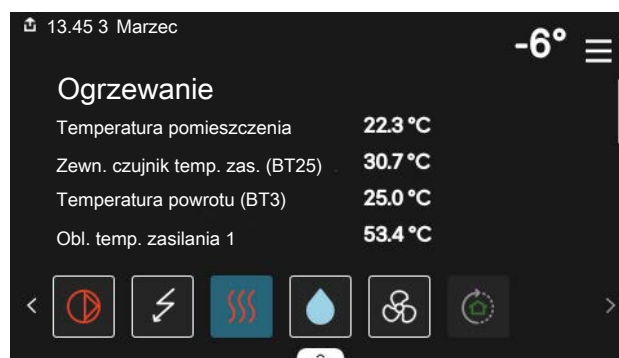 13.45 3 Marzec
-6°
Ogrzewanie
Temperatura pomieszczenia 22.3 °C
Zewn. czujnik temp. zas. (BT25) 30.7 °C
Temperatura powrotu (BT3) 25.0 °C
Obl. temp. zasilania 1 53.4 °C